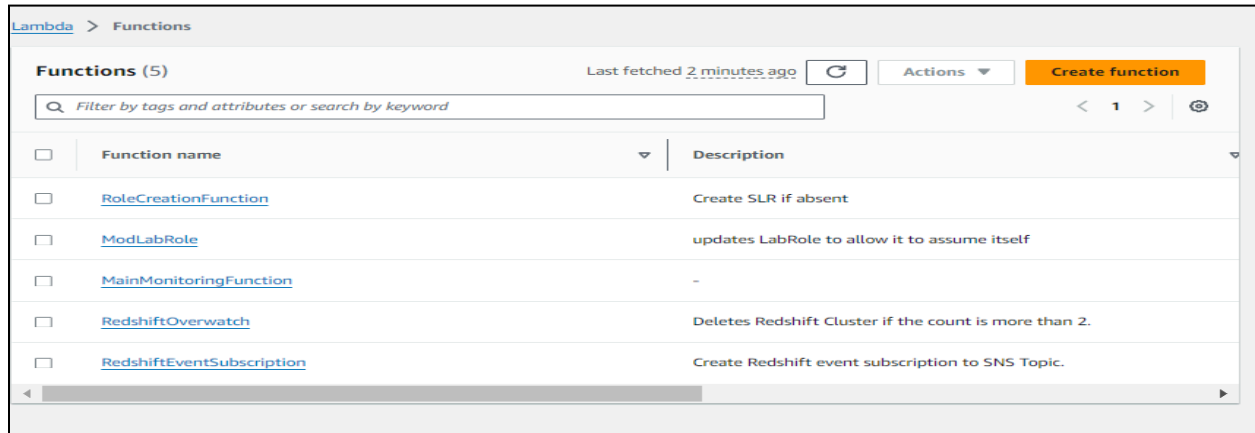 Lambda > Functions
Functions (5) Last fetched 2 minutes ago Actions Create function
Filter by tags and attributes or search by keyword < 1 >
Function name Description
RoleCreationFunction Create SLR if absent
ModLabRole updates LabRole to allow it to assume itself
MainMonitoringFunction -
RedshiftOverwatch Deletes Redshift Cluster if the count is more than 2.
RedshiftEventSubscription Create Redshift event subscription to SNS Topic.